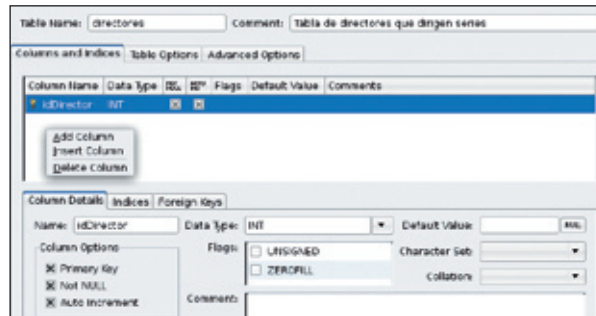 Table Name: directores Comment: Tabla de directores que dirigen series
Columns and Indices Table Options Advanced Options
Column Name Data Type Flags Default Value Comments
idDirector INT
Add Column
Insert Column
Delete Column
Column Details Indices Foreign Keys
Name: idDirector Data Type: INT Default Value: NULL
Column Options Flags: UNSIGNED Character Set:
Primary Key ZEROFILL Collation:
Not NULL
Auto Increment Comment: